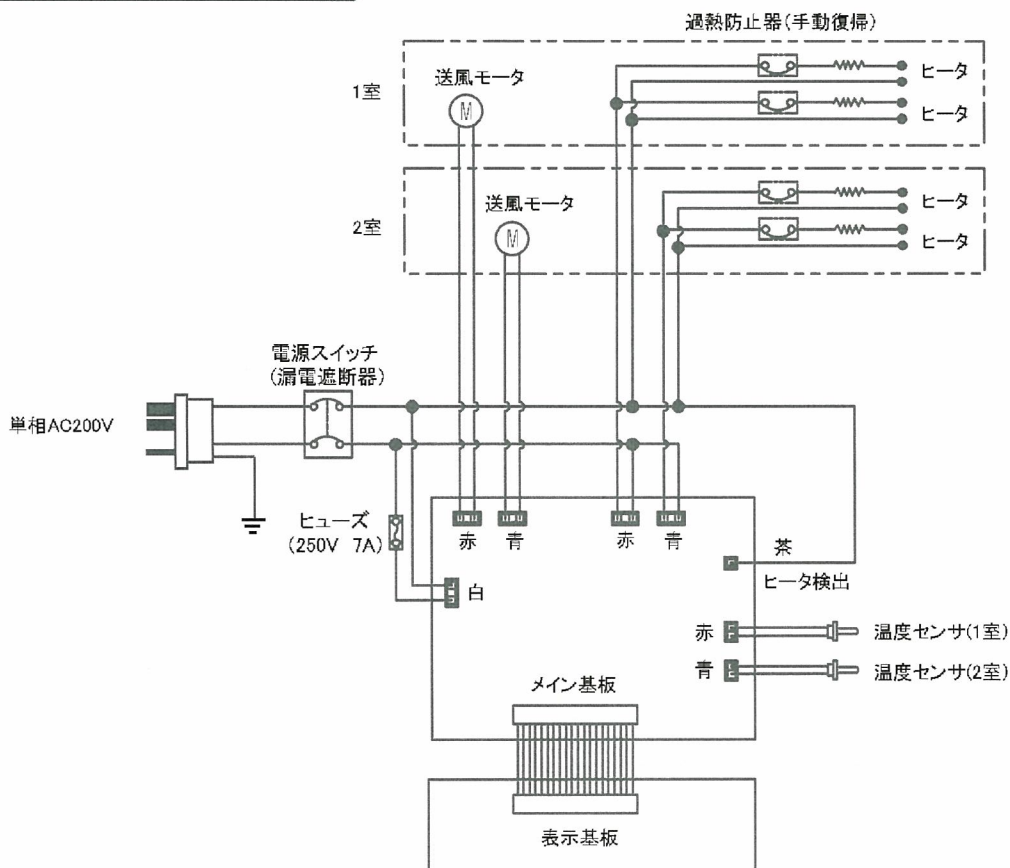 過熱防止器(手動復帰)
1室
送風モータ
M
ヒータ
ヒータ
2室
送風モータ
M
ヒータ
ヒータ
電源スイッチ
(漏電遮断器)
単相AC200V
ヒューズ
(250V 7A)
赤
青
赤
青
白
茶
ヒータ検出
赤
温度センサ(1室)
青
温度センサ(2室)
メイン基板
表示基板